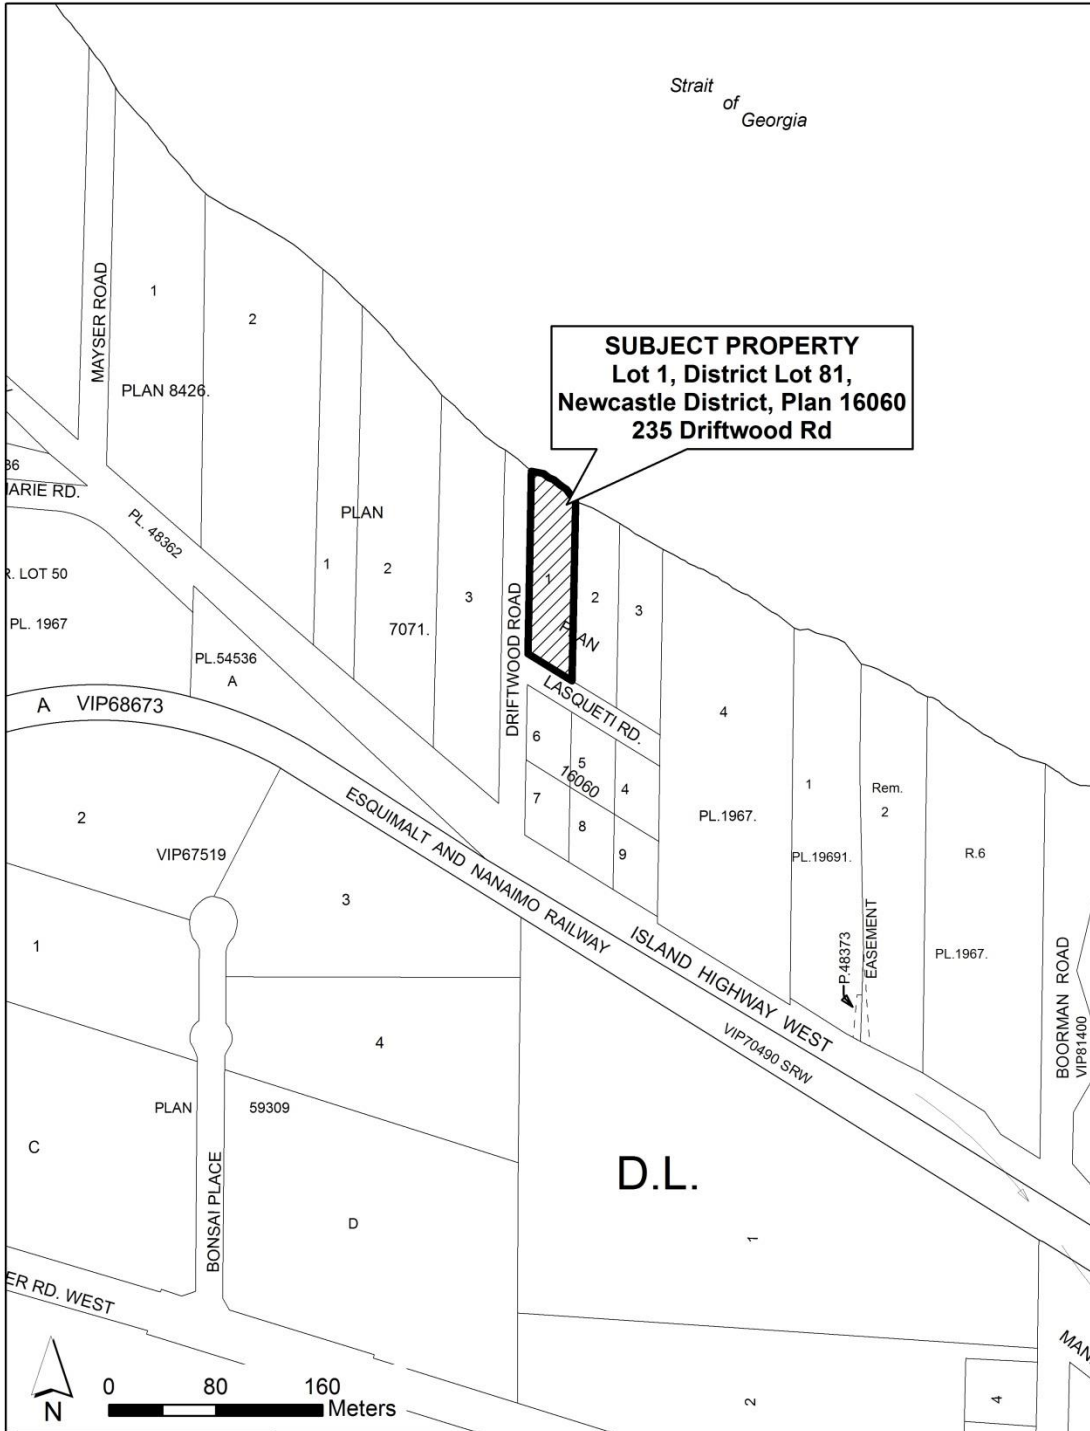 Strait
of
Georgia
SUBJECT PROPERTY
Lot 1, District Lot 81,
Newcastle District, Plan 16060
235 Driftwood Rd
MAYSER ROAD
1
2
PLAN 8426.
36
ARIE RD.
PL. 48362
PLAN
1
2
3
7071.
DRIFTWOOD ROAD
1
2
3
PLAN
LASQUETI RD.
R. LOT 50
PL. 1967
PL.54536
A
A VIP68673
6
5
4
16060
7
8
9
4
PL.1967.
1
PL.19691.
Rem.
2
R.6
PL.1967.
P.48373
EASEMENT
BOORMAN ROAD
VIP81400
ESQUIMALT AND NANAIMO RAILWAY
ISLAND HIGHWAY WEST
VIP70490 SRW
2
VIP67519
3
1
4
PLAN 59309
C
BONSAI PLACE
D
D.L.
1
2
4
MAN
ER RD. WEST
N
0 80 160
Meters